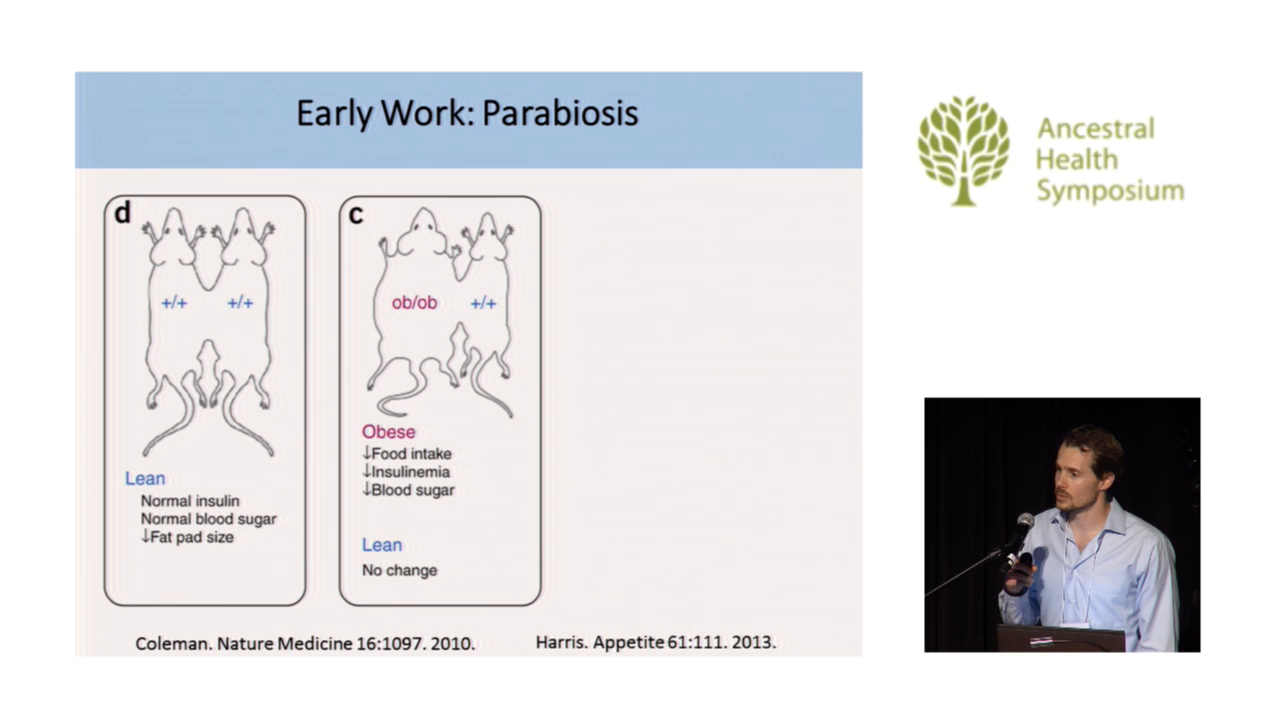 Early Work: Parabiosis
d
+/+ +/+
Lean
Normal insulin
Normal blood sugar
↓Fat pad size
c
ob/ob +/+
Obese
↓Food intake
↓Insulinemia
↓Blood sugar
Lean
No change
Coleman. Nature Medicine 16:1097. 2010.
Harris. Appetite 61:111. 2013.
Ancestral
Health
Symposium